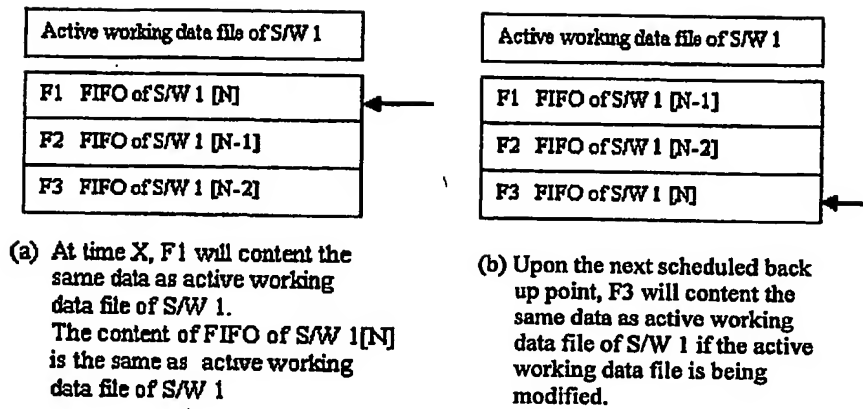 Active working data file of S/W 1
F1 FIFO of S/W 1 [N]
F2 FIFO of S/W 1 [N-1]
F3 FIFO of S/W 1 [N-2]
(a) At time X, F1 will content the
same data as active working
data file of S/W 1.
The content of FIFO of S/W 1[N]
is the same as active working
data file of S/W 1
Active working data file of S/W 1
F1 FIFO of S/W 1 [N-1]
F2 FIFO of S/W 1 [N-2]
F3 FIFO of S/W 1 [N]
(b) Upon the next scheduled back
up point, F3 will content the
same data as active working
data file of S/W 1 if the active
working data file is being
modified.